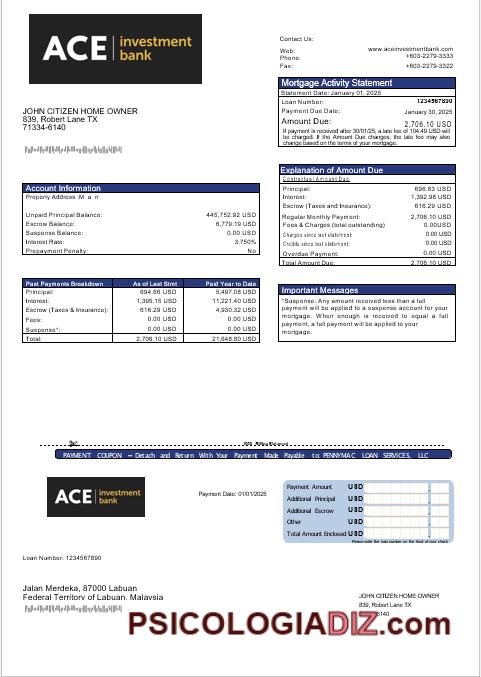 ACE investment bank
Contact Us:
Web: www.aceinvestmentbank.com
Phone: +603-2279-3333
Fax: +603-2279-3322
Mortgage Activity Statement
Statement Date: January 01, 2025
Loan Number: 1234567890
Payment Due Date: January 30, 2025
Amount Due: 2,706.10 USD
If payment is received after 30/01/25, a late fee of 104.49 USD will
be charged. If the Amount Due changes, the late fee may also
change based on the terms of your mortgage.
JOHN CITIZEN HOME OWNER
839, Robert Lane TX
71334-6140
Explanation of Amount Due
Contractual Amount Due
Principal: 696.83 USD
Interest: 1,392.98 USD
Escrow (Taxes and Insurance): 616.29 USD
Regular Monthly Payment: 2,706.10 USD
Fees & Charges (total outstanding) 0.00USD
Charges since last statement: 0.00 USD
Credits since last statement: 0.00 USD
Overdue Payment: 0.00 USD
Total Amount Due: 2,706.10 USD
Account Information
Property Address :M a n
Unpaid Principal Balance: 445,752.92 USD
Escrow Balance: 6,779.19 USD
Suspense Balance: 0.00 USD
Interest Rate: 3.750%
Prepayment Penalty: No
Past Payments Breakdown As of Last Stmt Paid Year to Date
Principal: 694.66 USD 5,497.08 USD
Interest: 1,395.15 USD 11,221.40 USD
Escrow (Taxes & Insurance): 616.29 USD 4,930.32 USD
Fees: 0.00 USD 0.00 USD
Suspense*: 0.00 USD 0.00 USD
Total: 2,706.10 USD 21,648.80 USD
Important Messages
*Suspense: Any amount received less than a full
payment will be applied to a suspense account for your
mortgage. When enough is received to equal a full
payment, a full payment will be applied to your
mortgage.
PAYMENT COUPON – Detach and Return With Your Payment Made Payable to: PENNYMAC LOAN SERVICES, LLC
ACE investment bank
Payment Date: 01/01/2025
Payment Amount USD
Additional Principal USD
Additional Escrow USD
Other USD
Total Amount Enclosed USD
Please write the loan number on the front of your check
Loan Number: 1234567890
Jalan Merdeka, 87000 Labuan
Federal Territory of Labuan. Malaysia
JOHN CITIZEN HOME OWNER
839, Robert Lane TX
PSICOLOGIADIZ.com